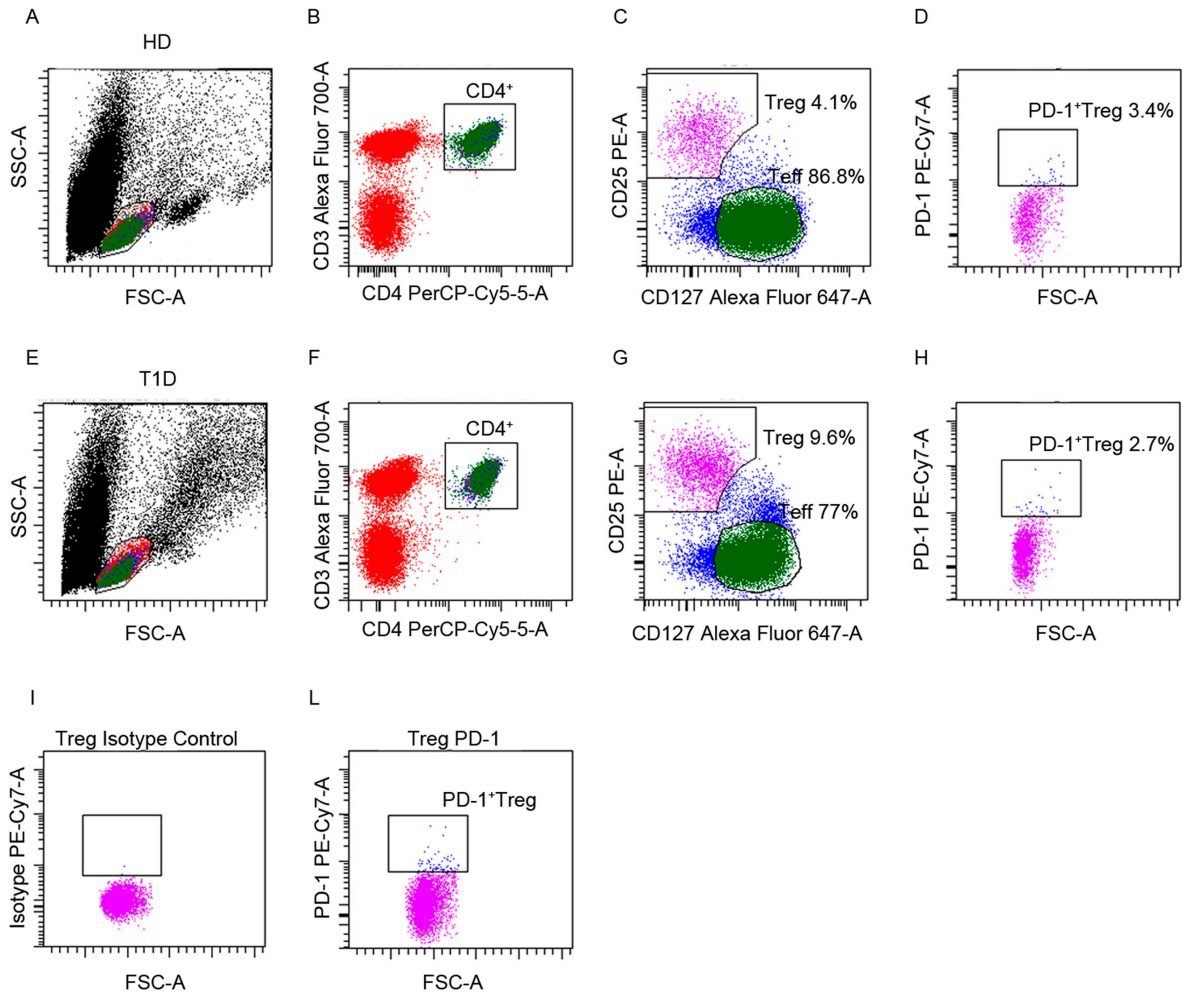 A
B
C
D
HD
SSC-A
FSC-A
CD3 Alexa Fluor 700-A
CD4⁺
CD4 PerCP-Cy5-5-A
CD25 PE-A
Treg 4.1%
Teff 86.8%
CD127 Alexa Fluor 647-A
PD-1 PE-Cy7-A
PD-1⁺Treg 3.4%
FSC-A
E
F
G
H
T1D
SSC-A
FSC-A
CD3 Alexa Fluor 700-A
CD4⁺
CD4 PerCP-Cy5-5-A
CD25 PE-A
Treg 9.6%
Teff 77%
CD127 Alexa Fluor 647-A
PD-1 PE-Cy7-A
PD-1⁺Treg 2.7%
FSC-A
I
L
Treg Isotype Control
Isotype PE-Cy7-A
FSC-A
Treg PD-1
PD-1⁺Treg
PD-1 PE-Cy7-A
FSC-A